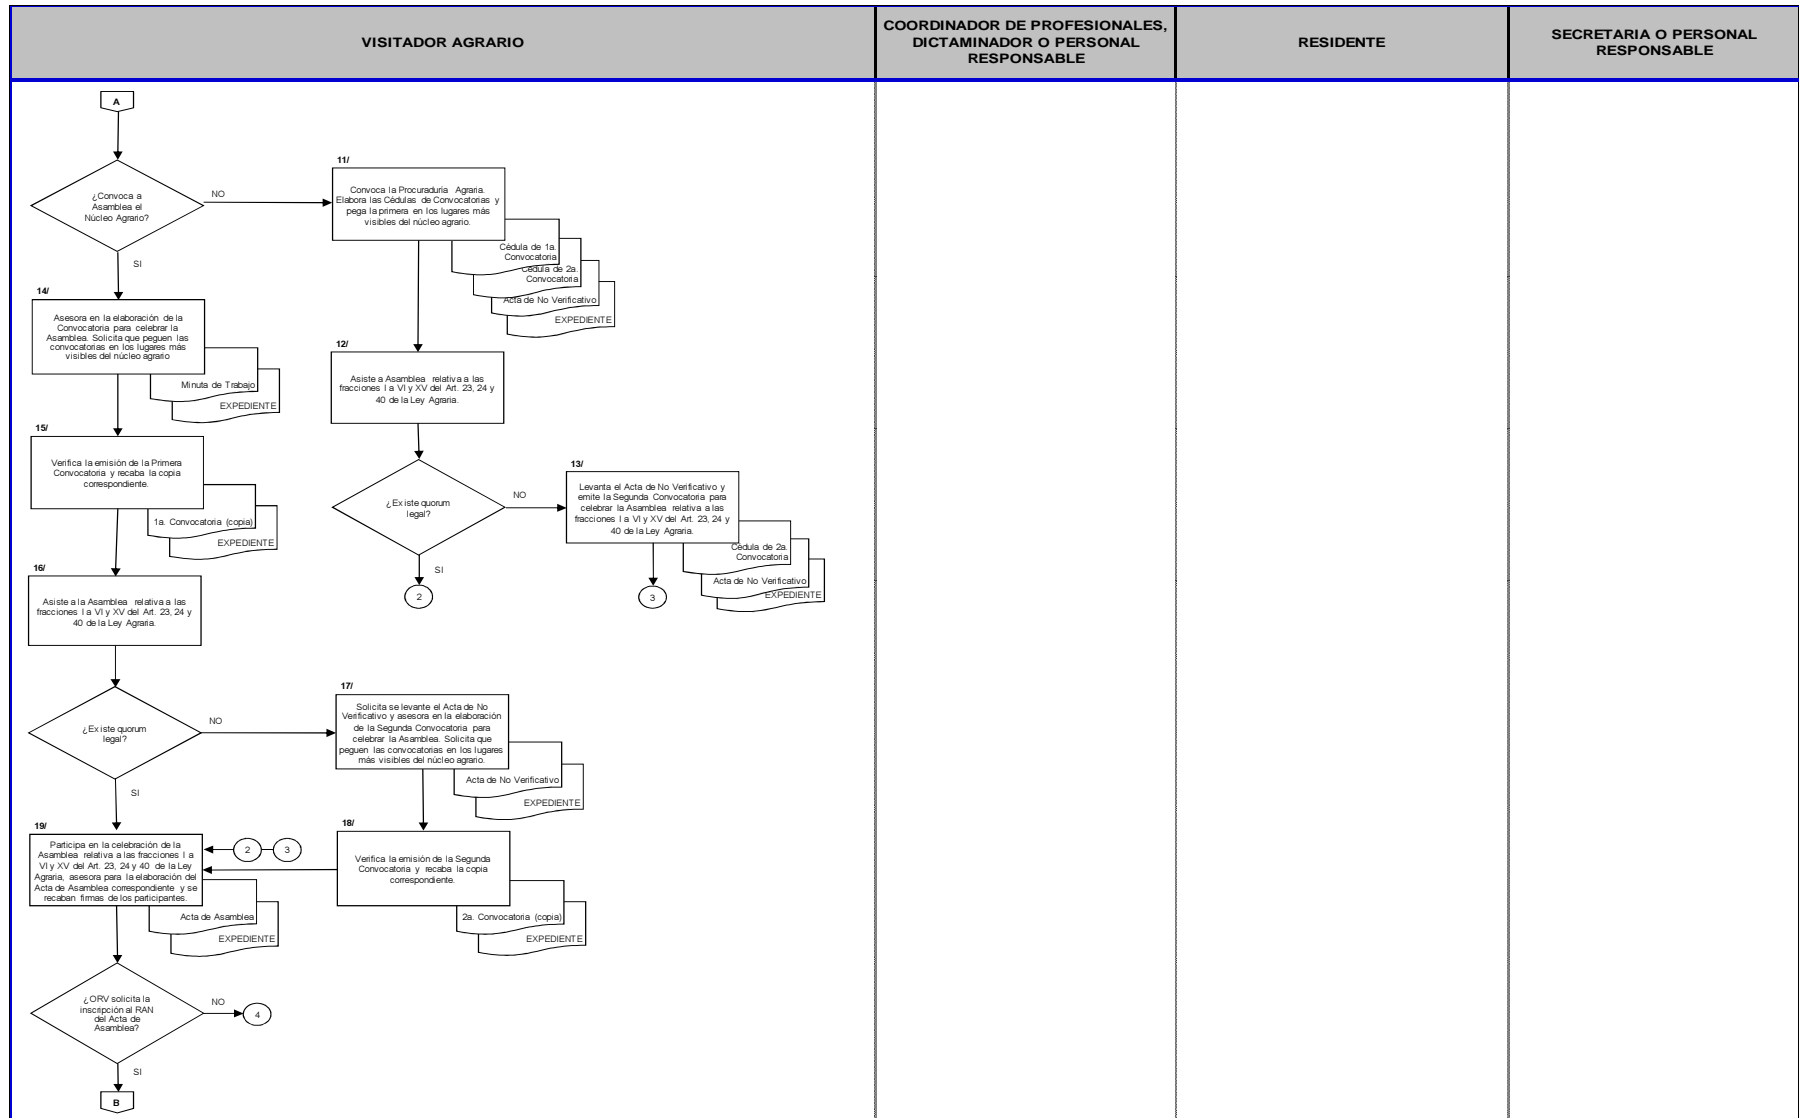 VISITADOR AGRARIO
COORDINADOR DE PROFESIONALES,
DICTAMINADOR O PERSONAL
RESPONSABLE
RESIDENTE
SECRETARIA O PERSONAL
RESPONSABLE
A
¿Convoca a
Asamblea el
Núcleo Agrario?
NO
SI
11/
Convoca la Procuraduría Agraria.
Elabora las Cédulas de Convocatorias y
pega la primera en los lugares más
visibles del núcleo agrario.
Cédula de 1a.
Convocatoria
Cédula de 2a.
Convocatoria
Acta de No Verificativo
EXPEDIENTE
14/
Asesora en la elaboración de la
Convocatoria para celebrar la
Asamblea. Solicita que peguen las
convocatorias en los lugares más
visibles del núcleo agrario
Minuta de Trabajo
EXPEDIENTE
12/
Asiste a Asamblea relativa a las
fracciones I a VI y XV del Art. 23, 24 y
40 de la Ley Agraria.
15/
Verifica la emisión de la Primera
Convocatoria y recaba la copia
correspondiente.
1a. Convocatoria (copia)
EXPEDIENTE
¿Existe quorum
legal?
NO
SI
2
13/
Levanta el Acta de No Verificativo y
emite la Segunda Convocatoria para
celebrar la Asamblea relativa a las
fracciones I a VI y XV del Art. 23, 24 y
40 de la Ley Agraria.
Cédula de 2a.
Convocatoria
Acta de No Verificativo
EXPEDIENTE
3
16/
Asiste a la Asamblea relativa a las
fracciones I a VI y XV del Art. 23, 24 y
40 de la Ley Agraria.
¿Existe quorum
legal?
NO
SI
17/
Solicita se levante el Acta de No
Verificativo y asesora en la elaboración
de la Segunda Convocatoria para
celebrar la Asamblea. Solicita que
peguen las convocatorias en los lugares
más visibles del núcleo agrario.
Acta de No Verificativo
EXPEDIENTE
18/
Verifica la emisión de la Segunda
Convocatoria y recaba la copia
correspondiente.
2a. Convocatoria (copia)
EXPEDIENTE
19/
Participa en la celebración de la
Asamblea relativa a las fracciones I a
VI y XV del Art. 23, 24 y 40 de la Ley
Agraria, asesora para la elaboración del
Acta de Asamblea correspondiente y se
recaban firmas de los participantes.
2
3
Acta de Asamblea
EXPEDIENTE
¿ORV solicita la
inscripción al RAN
del Acta de
Asamblea?
NO
4
SI
B